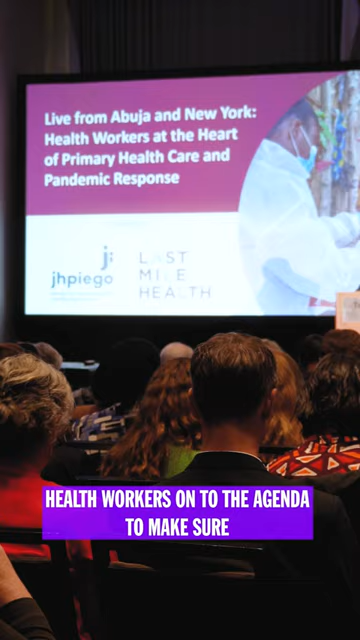 Live from Abuja and New York:
Health Workers at the Heart
of Primary Health Care and
Pandemic Response
jhpiego
LAST
MILE
HEALTH
HEALTH WORKERS ON TO THE AGENDA
TO MAKE SURE